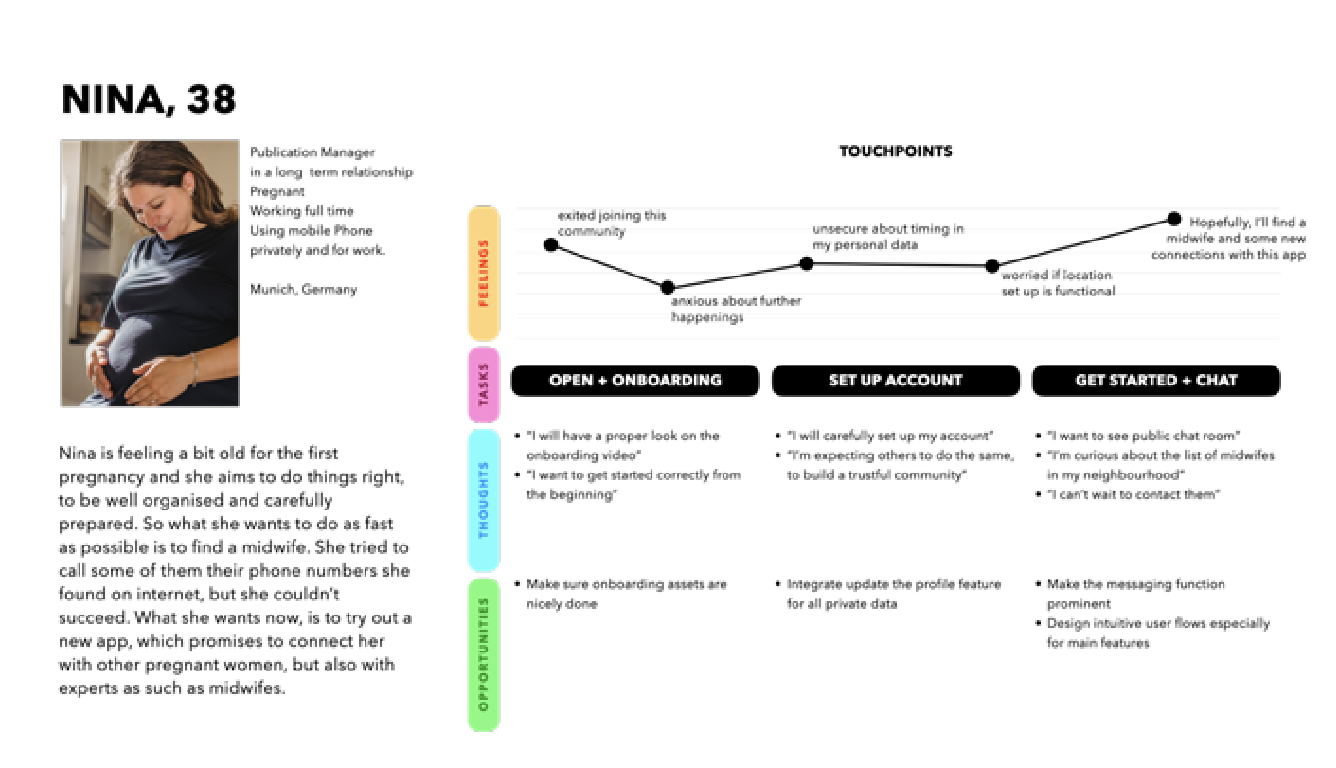 NINA, 38
Publication Manager
in a long term relationship
Pregnant
Working full time
Using mobile Phone
privately and for work.
Munich, Germany
Nina is feeling a bit old for the first
pregnancy and she aims to do things right,
to be well organised and carefully
prepared. So what she wants to do as fast
as possible is to find a midwife. She tried to
call some of them their phone numbers she
found on internet, but she couldn't
succeed. What she wants now, is to try out a
new app, which promises to connect her
with other pregnant women, but also with
experts as such as midwifes.
TOUCHPOINTS
FEELINGS
exited joining this
community
anxious about further
happenings
unsecure about timing in
my personal data
worried if location
set up is functional
Hopefully, I'll find a
midwife and some new
connections with this app
TASKS
OPEN + ONBOARDING
SET UP ACCOUNT
GET STARTED + CHAT
THOUGHTS
• "I will have a proper look on the
onboarding video"
• "I want to get started correctly from
the beginning"
• "I will carefully set up my account"
• "I'm expecting others to do the same,
to build a trustful community"
• "I want to see public chat room"
• "I'm curious about the list of midwifes
in my neighbourhood"
• "I can't wait to contact them"
OPPORTUNITIES
• Make sure onboarding assets are
nicely done
• Integrate update the profile feature
for all private data
• Make the messaging function
prominent
• Design intuitive user flows especially
for main features